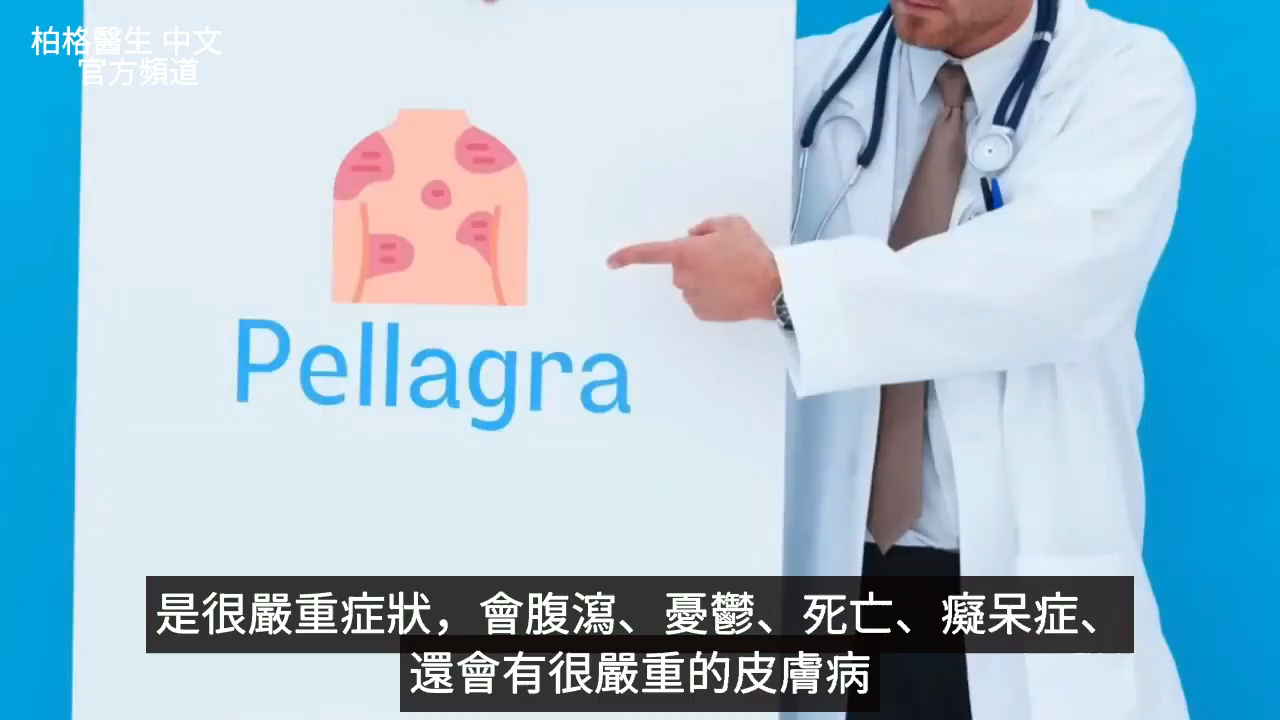 柏格醫生 中文
官方頻道
Pellagra
是很嚴重症狀，會腹瀉、憂鬱、死亡、癡呆症、
還會有很嚴重的皮膚病